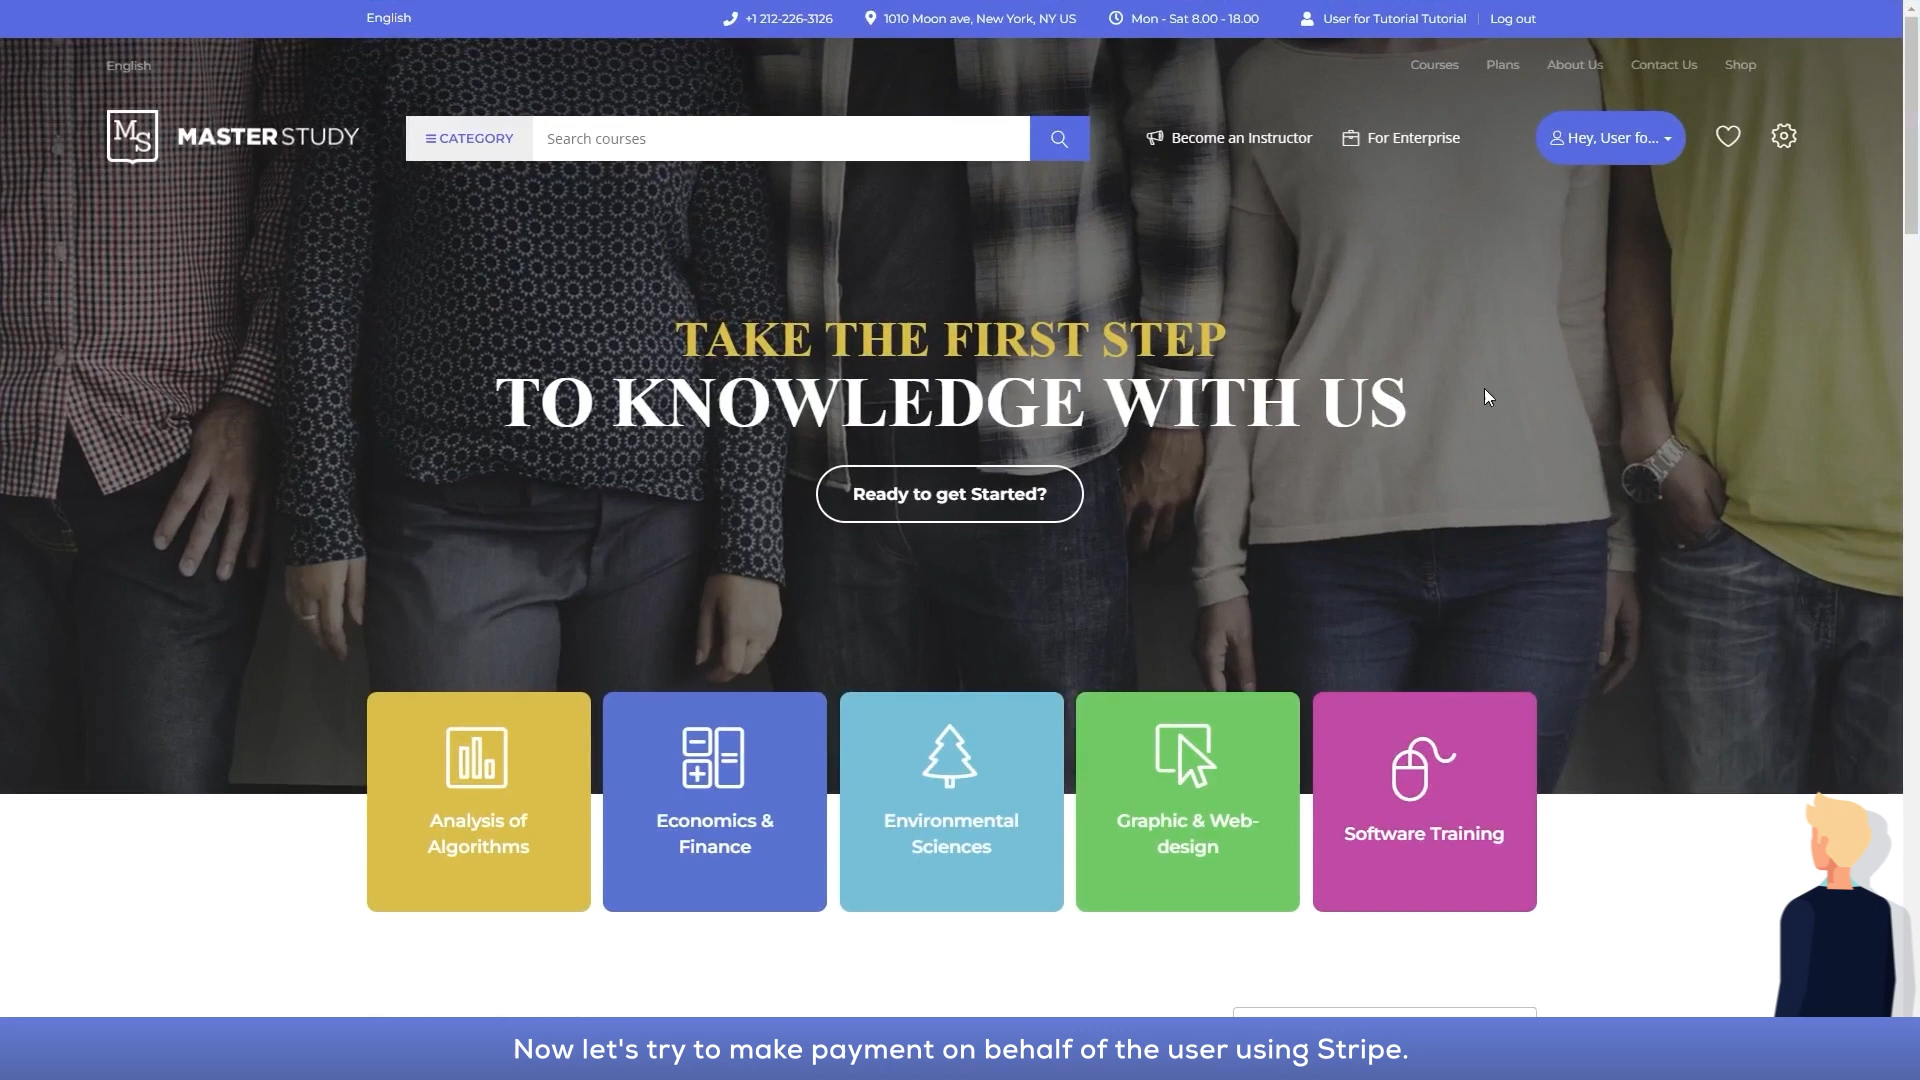 English
+1 212-226-3126
1010 Moon ave, New York, NY US
Mon - Sat 8.00 - 18.00
User for Tutorial Tutorial
Log out
English
Courses
Plans
About Us
Contact Us
Shop
MS
MASTERSTUDY
CATEGORY
Search courses
Become an Instructor
For Enterprise
Hey, User fo...
TAKE THE FIRST STEP
TO KNOWLEDGE WITH US
Ready to get Started?
Analysis of
Algorithms
Economics &
Finance
Environmental
Sciences
Graphic & Web-
design
Software Training
Now let's try to make payment on behalf of the user using Stripe.